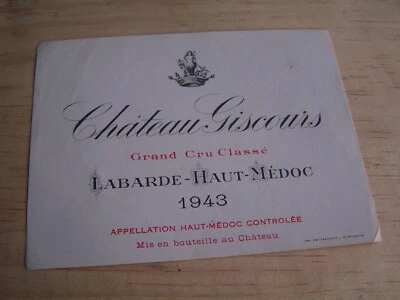 Château Giscours
Grand Cru Classé
LABARDE-HAUT-MÉDOC
1943
APPELLATION HAUT-MÉDOC CONTROLÉE
Mis en bouteille au Château